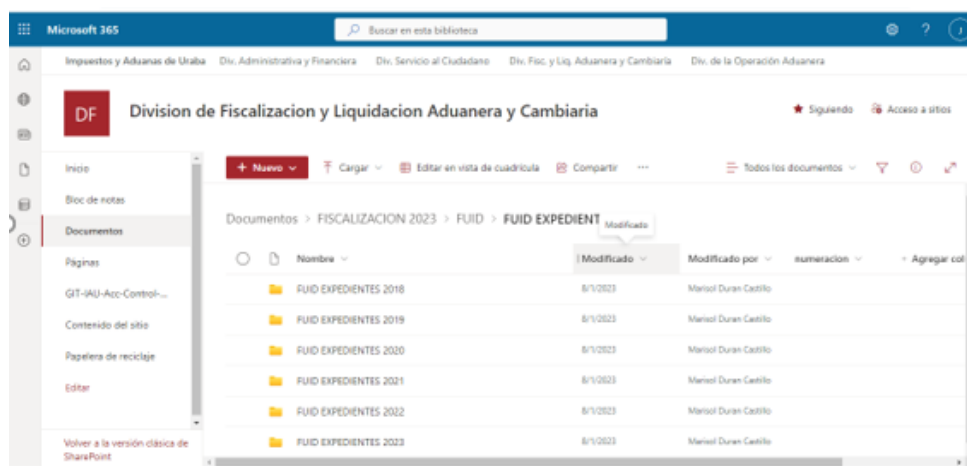 Microsoft 365
Buscar en esta biblioteca
?
J
Impuestos y Aduanas de Uraba Div. Administrativa y Financiera Div. Servicio al Ciudadano Div. Fisc. y Liq. Aduanera y Cambiaria Div. de la Operación Aduanera
DF
Division de Fiscalizacion y Liquidacion Aduanera y Cambiaria
Siguiendo Acceso a sitios
+ Nuevo Cargar Editar en vista de cuadrícula Compartir ... Todos los documentos
Inicio
Bloc de notas
Documentos
Páginas
GIT-IAU-Acc-Control-...
Contenido del sitio
Papelera de reciclaje
Editar
Volver a la versión clásica de
SharePoint
Documentos > FISCALIZACION 2023 > FUID > FUID EXPEDIENT
Modificado
Nombre Modificado Modificado por numeracion + Agregar col
FUID EXPEDIENTES 2018 8/1/2023 Marisol Duran Castillo
FUID EXPEDIENTES 2019 8/1/2023 Marisol Duran Castillo
FUID EXPEDIENTES 2020 8/1/2023 Marisol Duran Castillo
FUID EXPEDIENTES 2021 8/1/2023 Marisol Duran Castillo
FUID EXPEDIENTES 2022 8/1/2023 Marisol Duran Castillo
FUID EXPEDIENTES 2023 8/1/2023 Marisol Duran Castillo